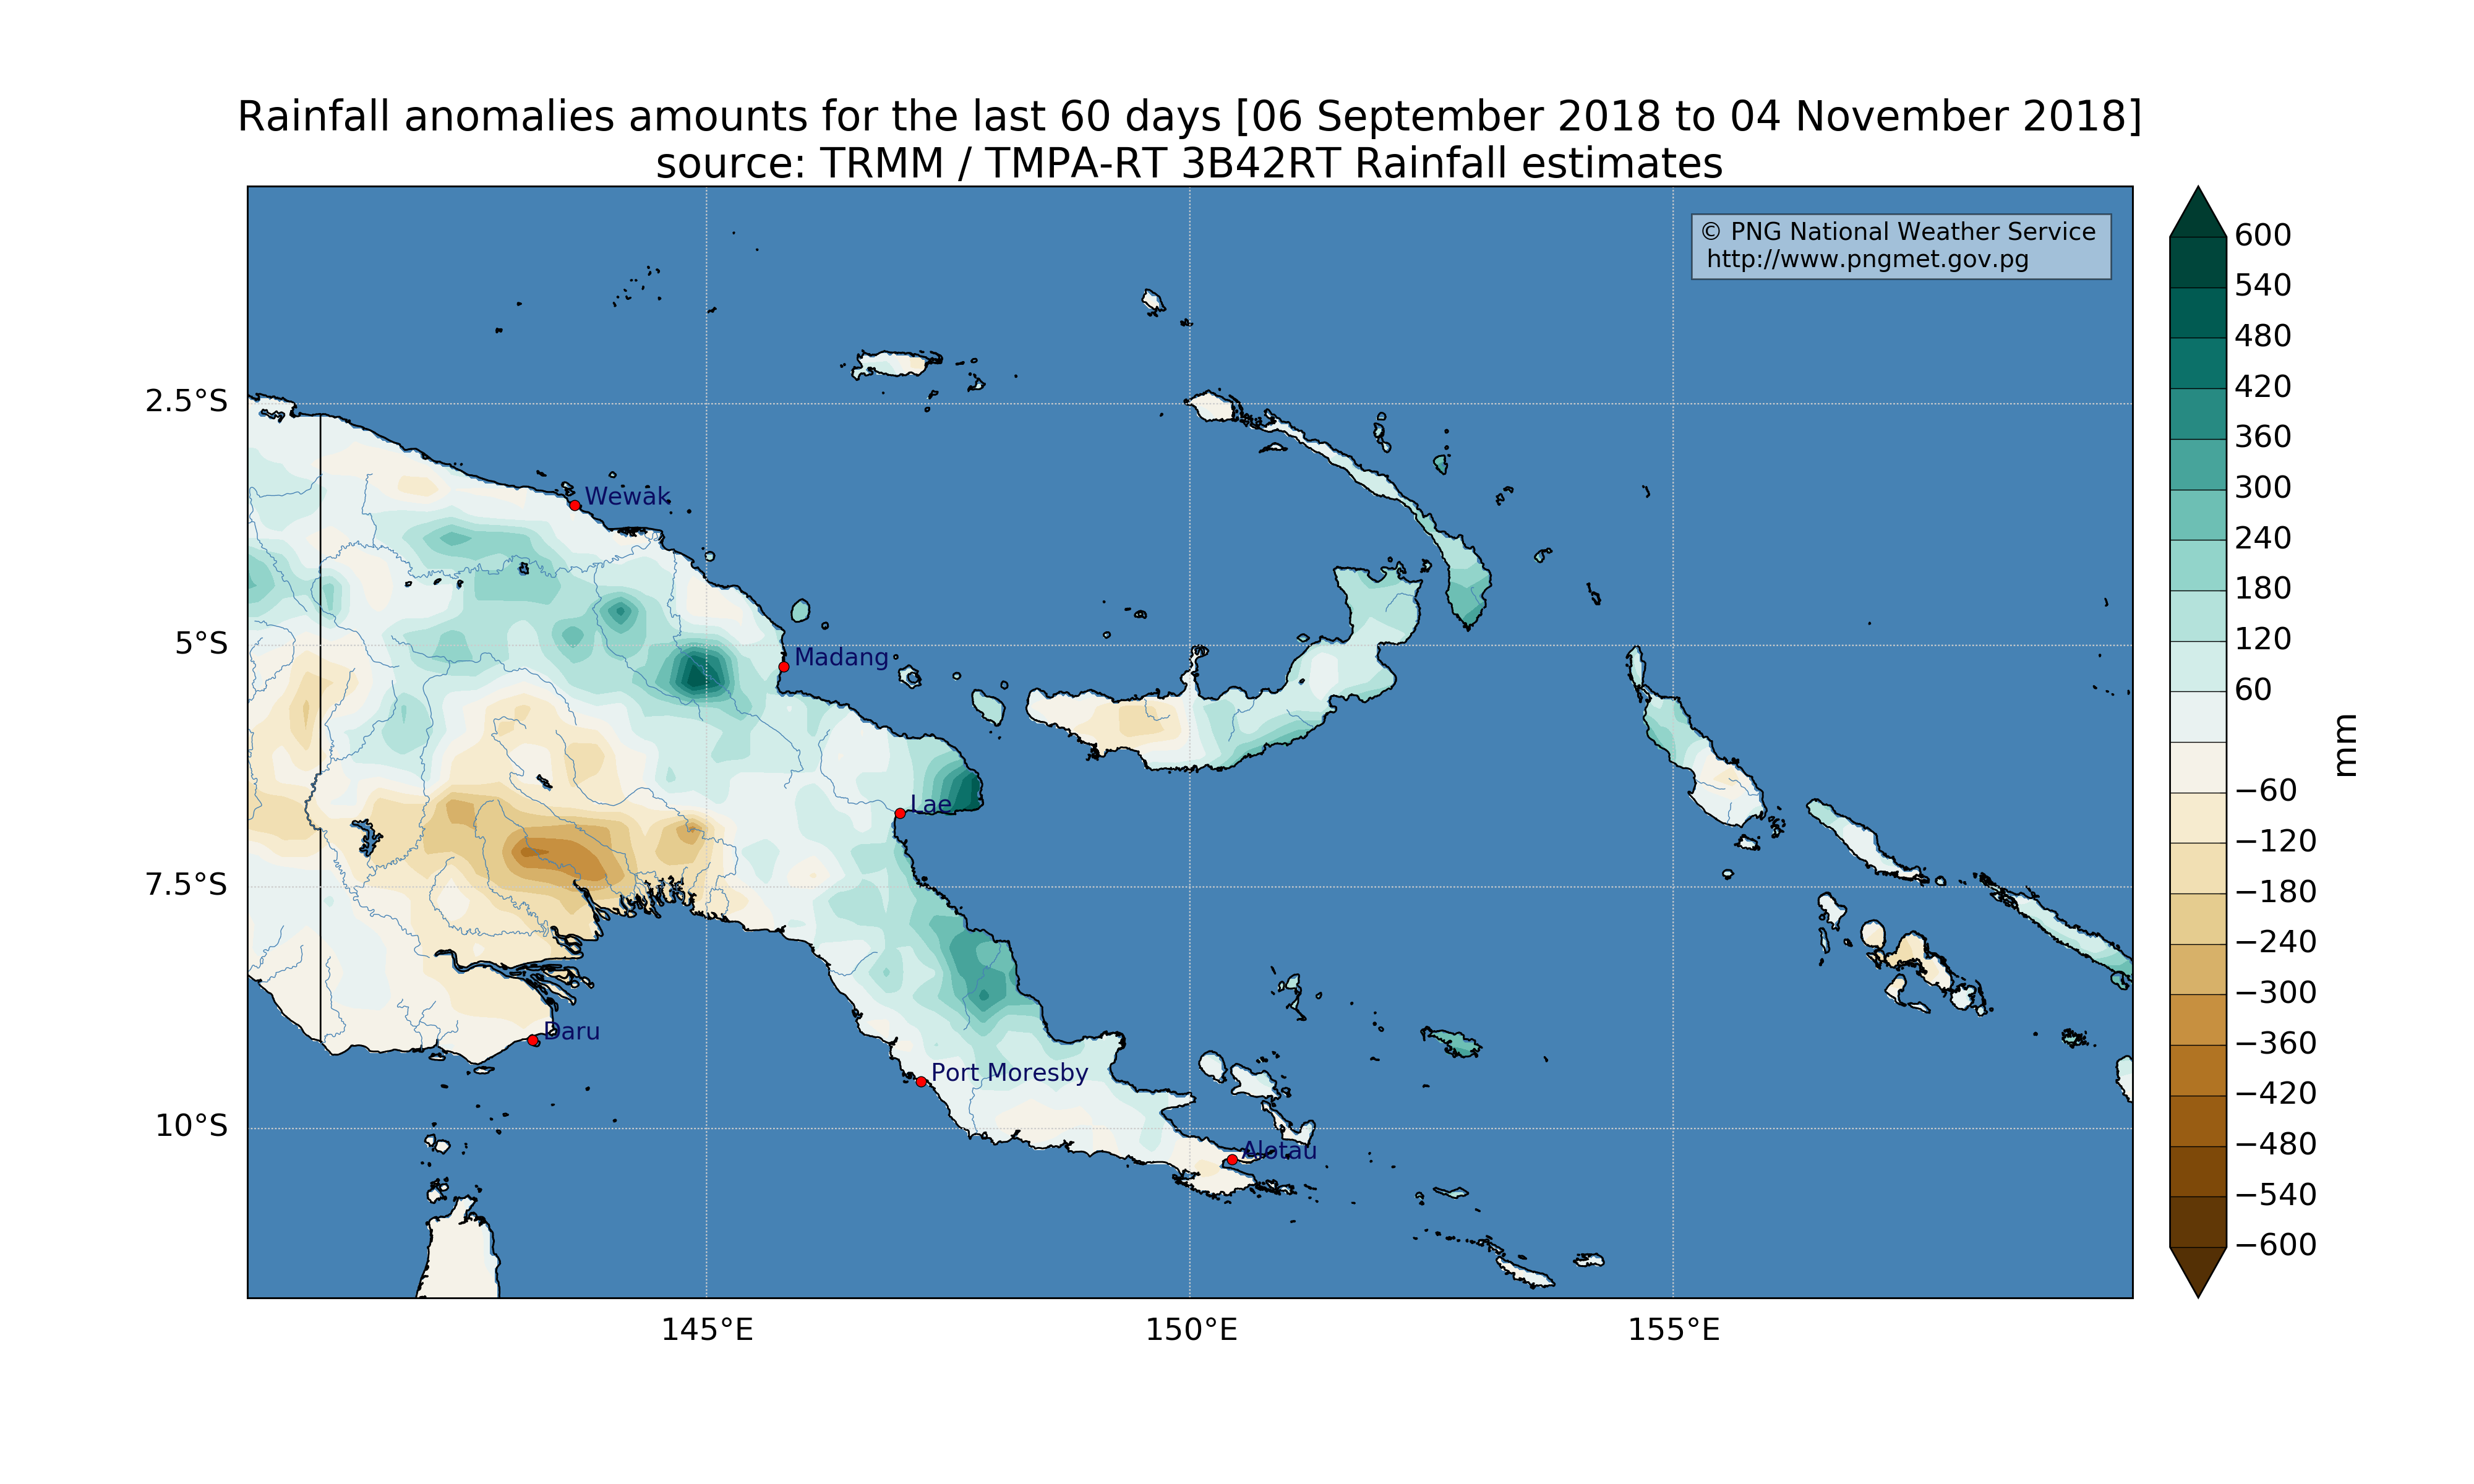 Rainfall anomalies amounts for the last 60 days [06 September 2018 to 04 November 2018]
source: TRMM / TMPA-RT 3B42RT Rainfall estimates
© PNG National Weather Service
http://www.pngmet.gov.pg
2.5°S
5°S
7.5°S
10°S
Wewak
Madang
Lae
Daru
Port Moresby
Alotau
145°E
150°E
155°E
600
540
480
420
360
300
240
180
120
60
−60
−120
−180
−240
−300
−360
−420
−480
−540
−600
mm